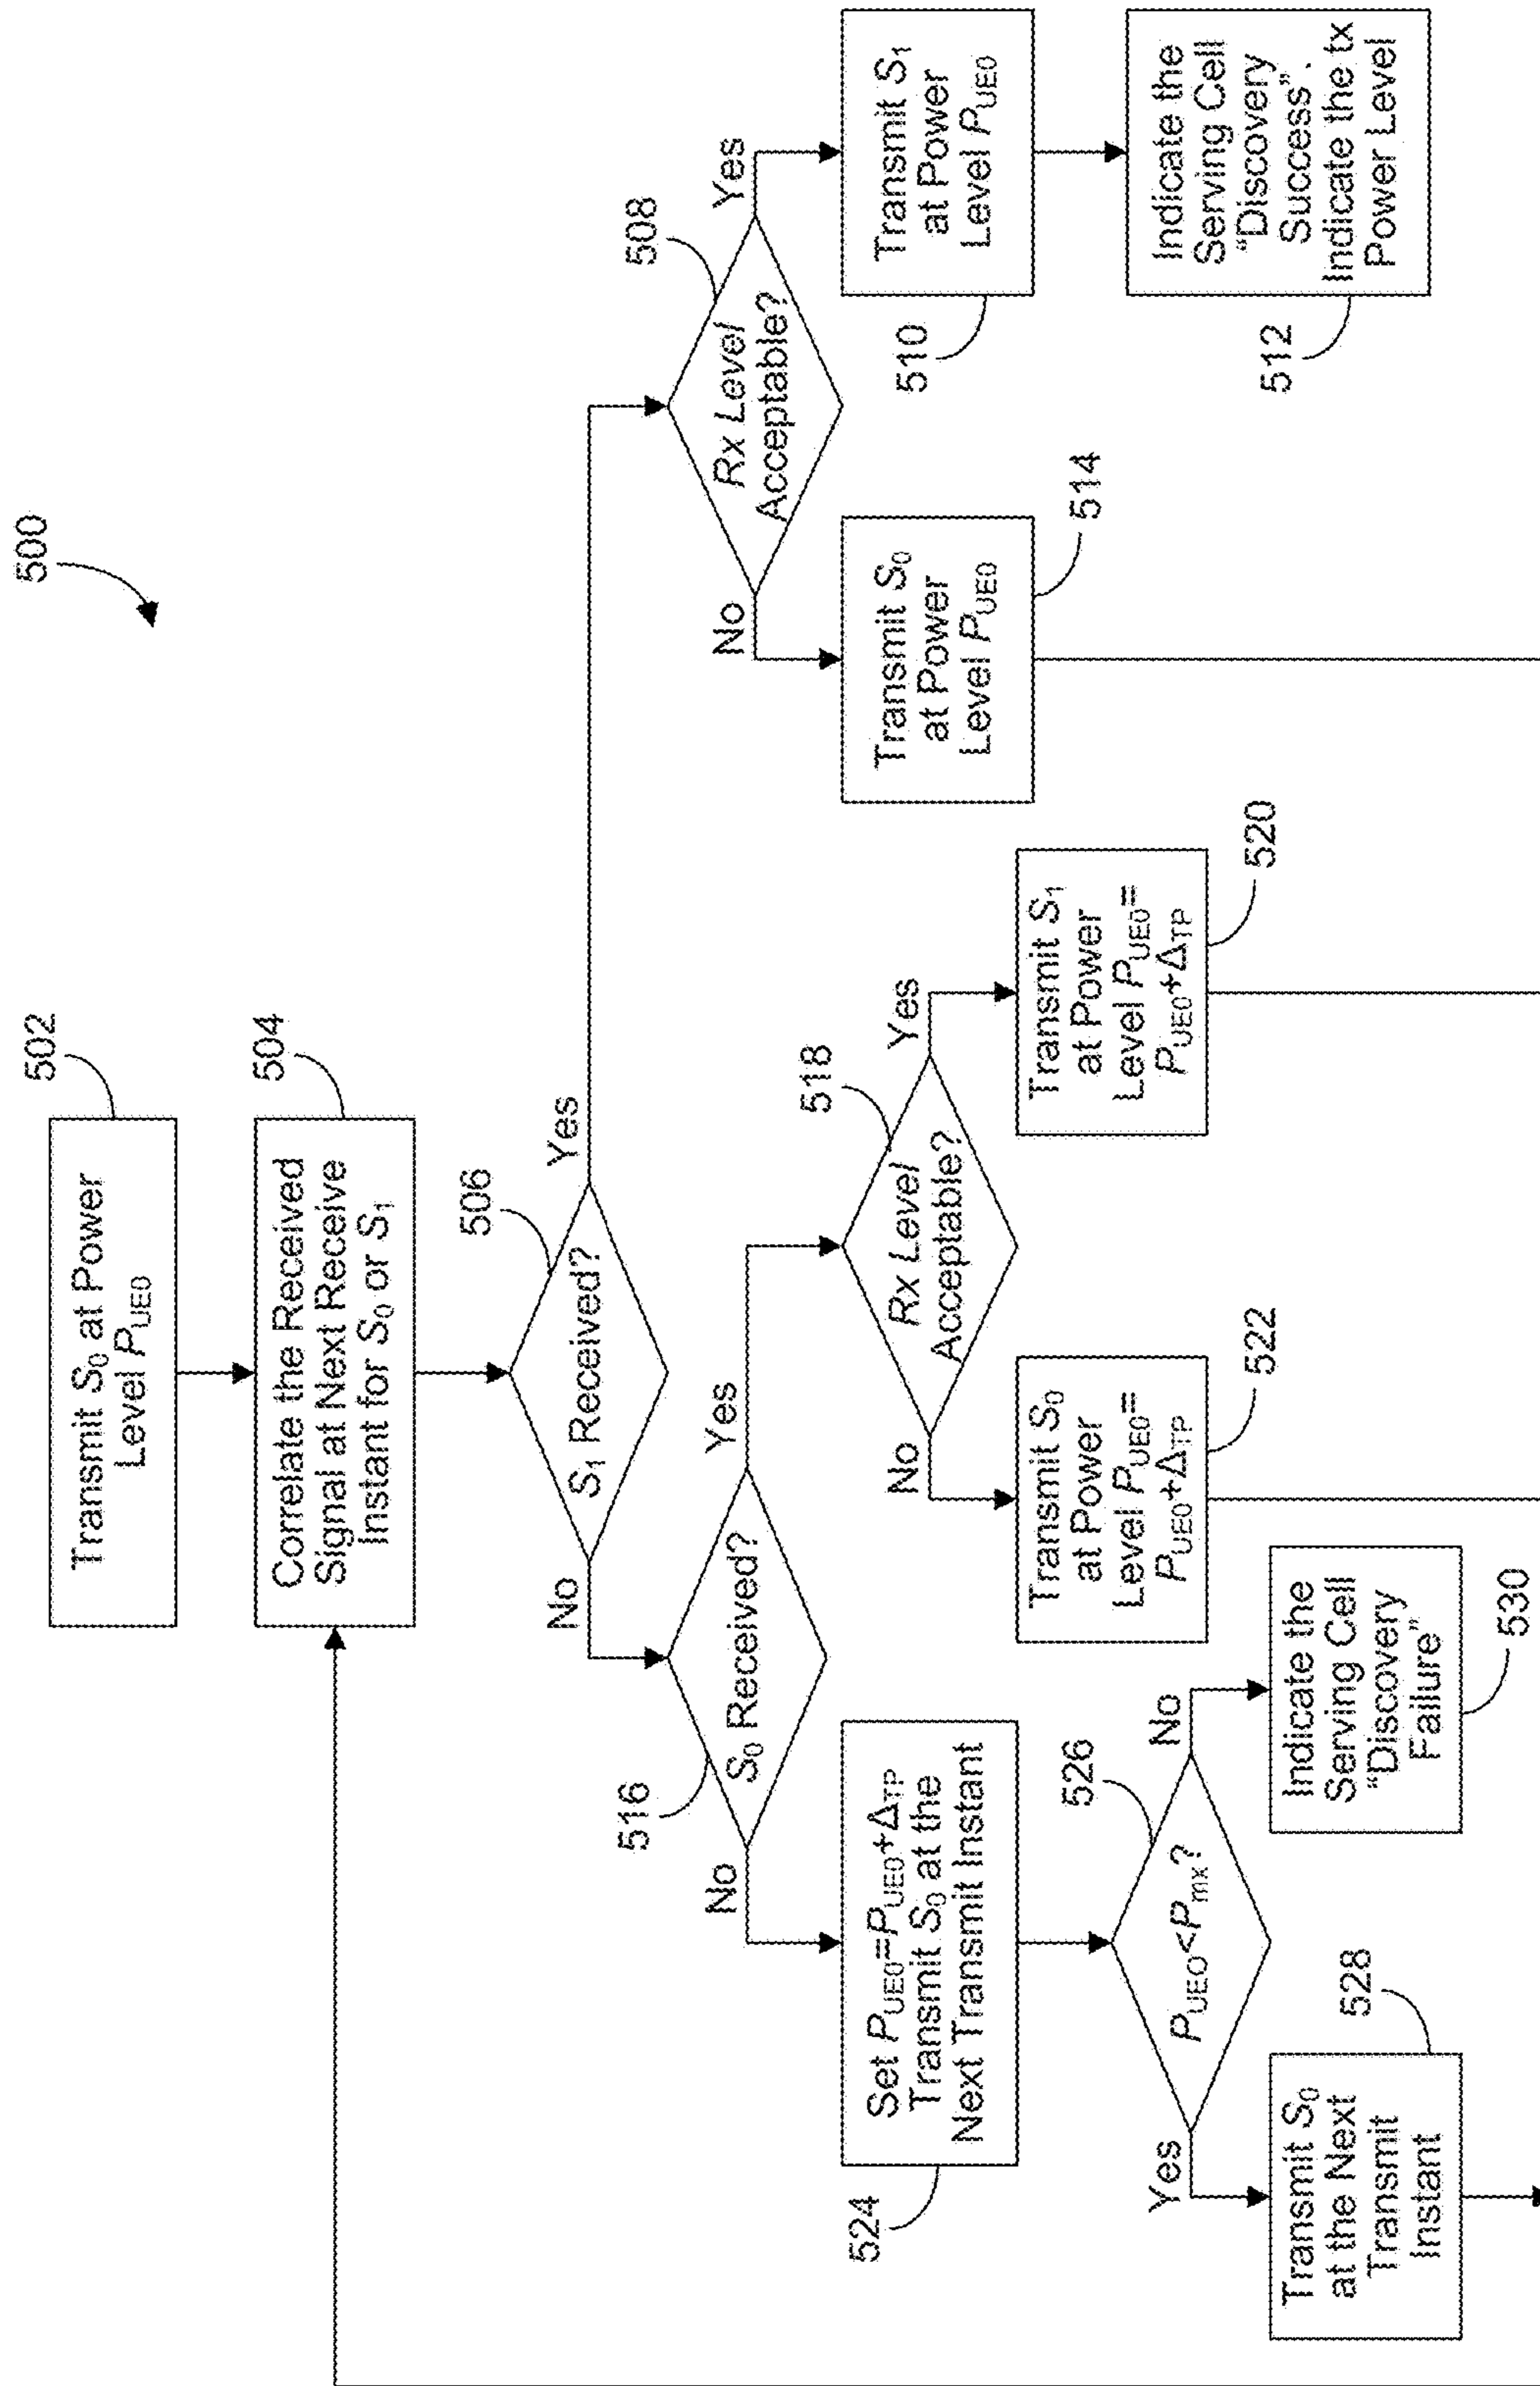 500
502
Transmit S0 at Power
Level PUE0
504
Correlate the Received
Signal at Next Receive
Instant for S0 or S1
506
S1 Received?
No
Yes
516
S0 Received?
No
Yes
508
Rx Level
Acceptable?
No
Yes
524
Set PUE0=PUE0+ΔTP
Transmit S0 at the
Next Transmit Instant
518
Rx Level
Acceptable?
No
Yes
514
Transmit S0
at Power
Level PUE0
510
Transmit S1
at Power
Level PUE0
522
Transmit S0
at Power
Level PUE0=
PUE0+ΔTP
520
Transmit S1
at Power
Level PUE0=
PUE0+ΔTP
526
PUEO<Pmx?
Yes
No
512
Indicate the
Serving Cell
“Discovery
Success”.
Indicate the tx
Power Level
528
Transmit S0
at the Next
Transmit
Instant
530
Indicate the
Serving Cell
“Discovery
Failure”